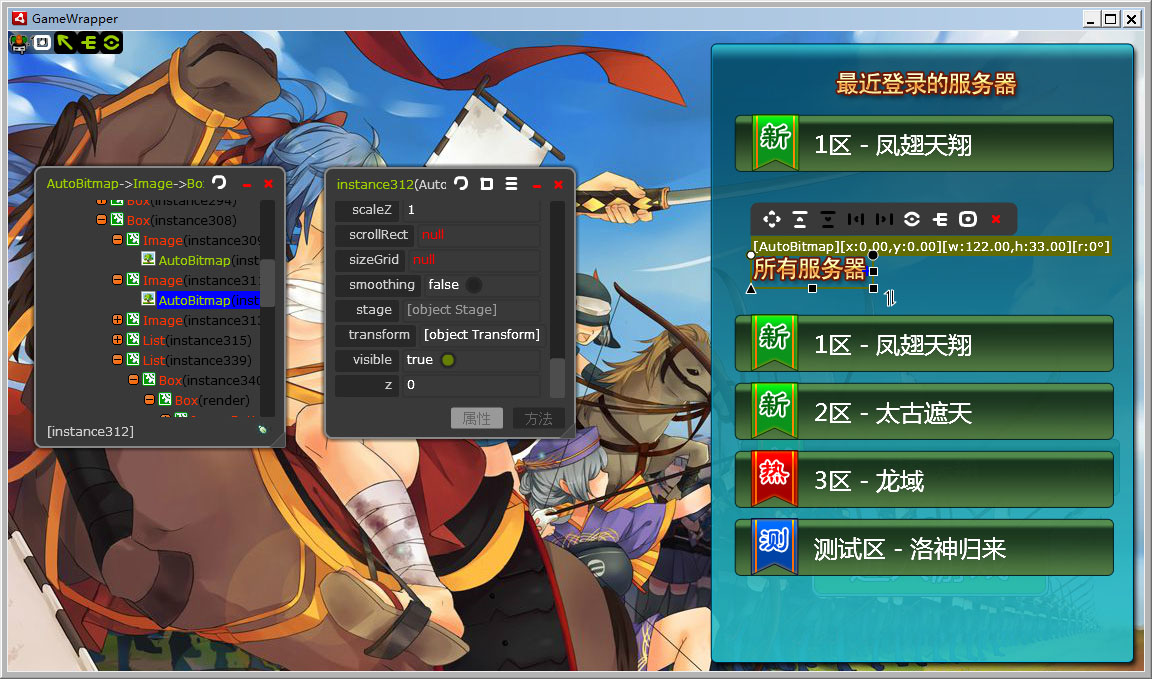 GameWrapper
最近登录的服务器
新
1区 - 凤翅天翔
AutoBitmap->Image->Bo
Box(instance294)
Box(instance308)
Image(instance309
AutoBitmap(inst
Image(instance311
AutoBitmap(inst
Image(instance313
List(instance315)
List(instance339)
Box(instance340
Box(render)
[instance312]
instance312(Auto
scaleZ 1
scrollRect null
sizeGrid null
smoothing false
stage [object Stage]
transform [object Transform]
visible true
z 0
属性 方法
[AutoBitmap][x:0.00,y:0.00][w:122.00,h:33.00][r:0°]
所有服务器
新
1区 - 凤翅天翔
新
2区 - 太古遮天
热
3区 - 龙域
测
测试区 - 洛神归来